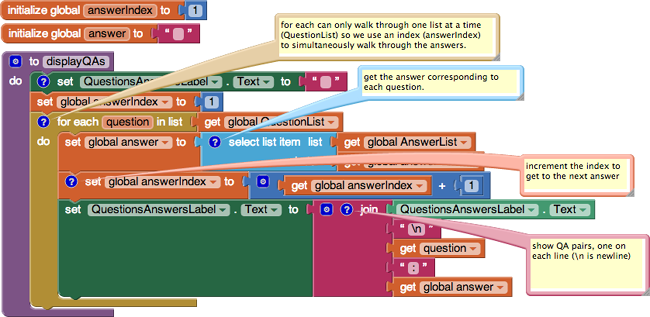 initialize global answerIndex to 1
initialize global answer to " "
for each can only walk through one list at a time
(QuestionList) so we use an index (answerIndex)
to simultaneously walk through the answers.
to displayQAs
do set QuestionsAnswersLabel . Text to " "
get the answer corresponding to
each question.
set global answerIndex to 1
for each question in list get global QuestionList
do set global answer to select list item list get global AnswerList
increment the index to
get to the next answer
set global answerIndex to get global answerIndex + 1
set QuestionsAnswersLabel . Text to join QuestionsAnswersLabel . Text
" \n "
show QA pairs, one on
each line (\n is newline)
get question
" : "
get global answer